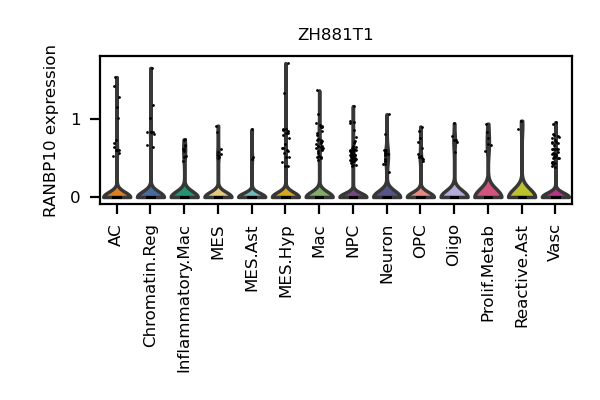 ZH881T1
RANBP10 expression
1
0
AC
Chromatin.Reg
Inflammatory.Mac
MES
MES.Ast
MES.Hyp
Mac
NPC
Neuron
OPC
Oligo
Prolif.Metab
Reactive.Ast
Vasc